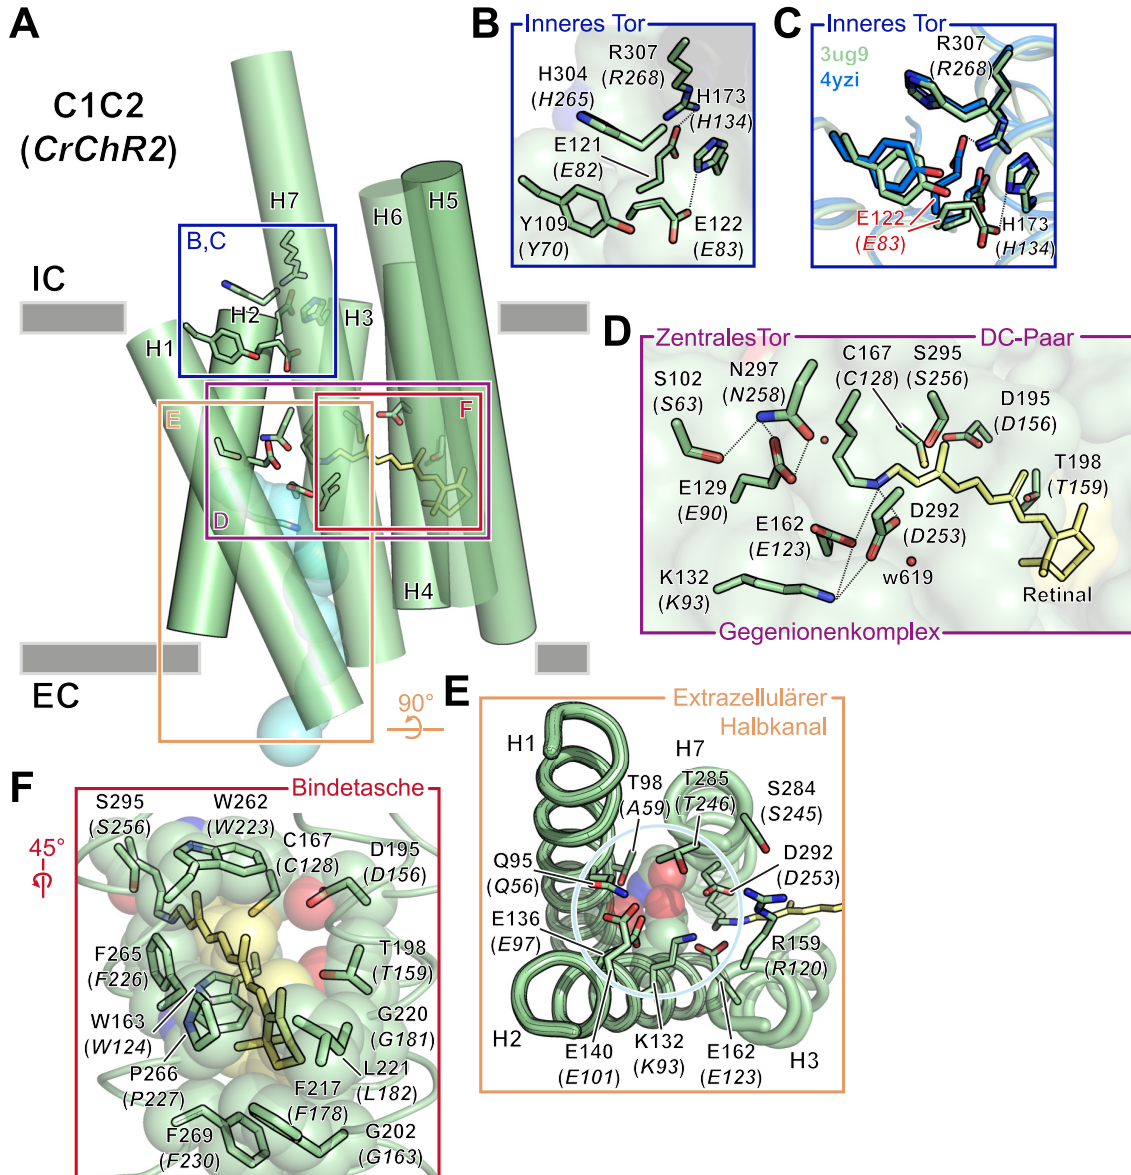 A
C1C2
(CrChR2)
H7
H5
H6
B,C
IC
H2
H3
H1
E
F
D
H4
EC
90°
B
Inneres Tor
R307
(R268)
H304
(H265)
H173
(H134)
E121
(E82)
Y109
(Y70)
E122
(E83)
C
Inneres Tor
3ug9
4yzi
R307
(R268)
E122
(E83)
H173
(H134)
D
ZentralesTor
DC-Paar
S102
(S63)
N297
(N258)
C167
(C128)
S295
(S256)
D195
(D156)
T198
(T159)
E129
(E90)
E162
(E123)
D292
(D253)
K132
(K93)
w619
Retinal
Gegenionenkomplex
E
Extrazellulärer
Halbkanal
H1
H7
T98
(A59)
T285
(T246)
S284
(S245)
Q95
(Q56)
D292
(D253)
E136
(E97)
R159
(R120)
H2
E140
(E101)
K132
(K93)
E162
(E123)
H3
F
Bindetasche
45°
S295
(S256)
W262
(W223)
C167
(C128)
D195
(D156)
F265
(F226)
T198
(T159)
W163
(W124)
G220
(G181)
P266
(P227)
L221
(L182)
F217
(F178)
F269
(F230)
G202
(G163)